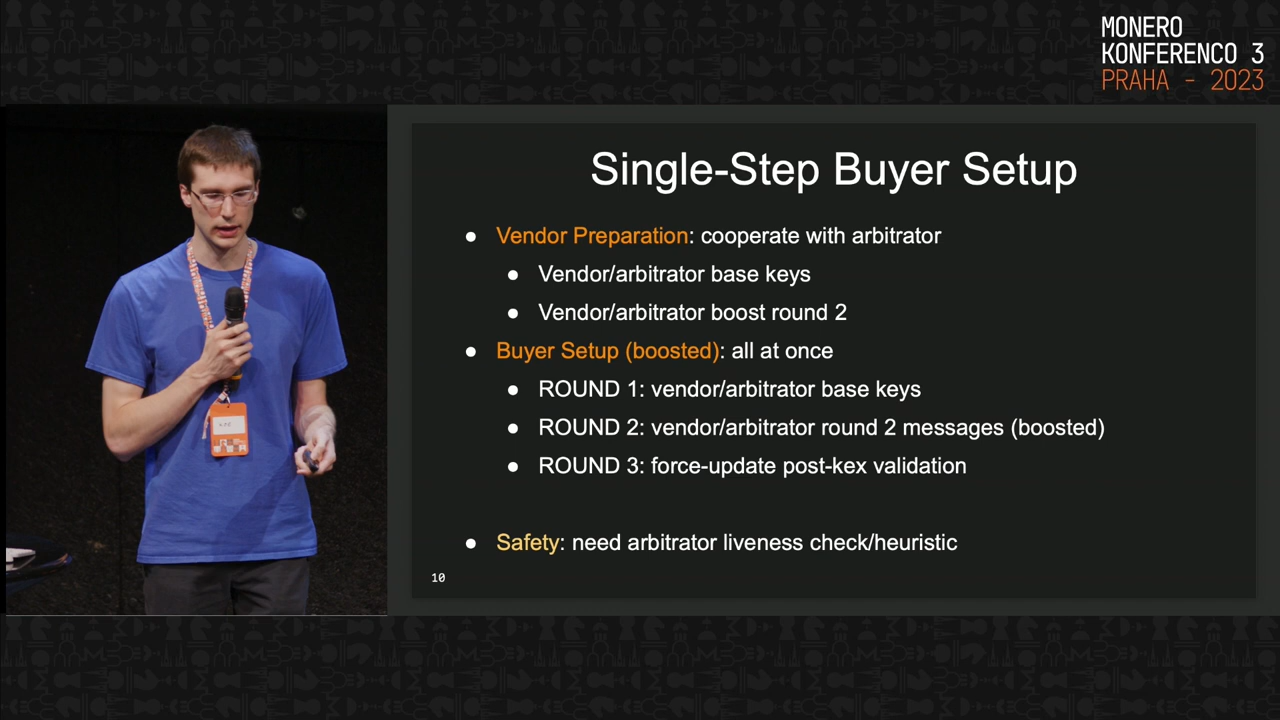 MONERO
KONFERENCO 3
PRAHA - 2023
Single-Step Buyer Setup
● Vendor Preparation: cooperate with arbitrator
● Vendor/arbitrator base keys
● Vendor/arbitrator boost round 2
● Buyer Setup (boosted): all at once
● ROUND 1: vendor/arbitrator base keys
● ROUND 2: vendor/arbitrator round 2 messages (boosted)
● ROUND 3: force-update post-kex validation
● Safety: need arbitrator liveness check/heuristic
10